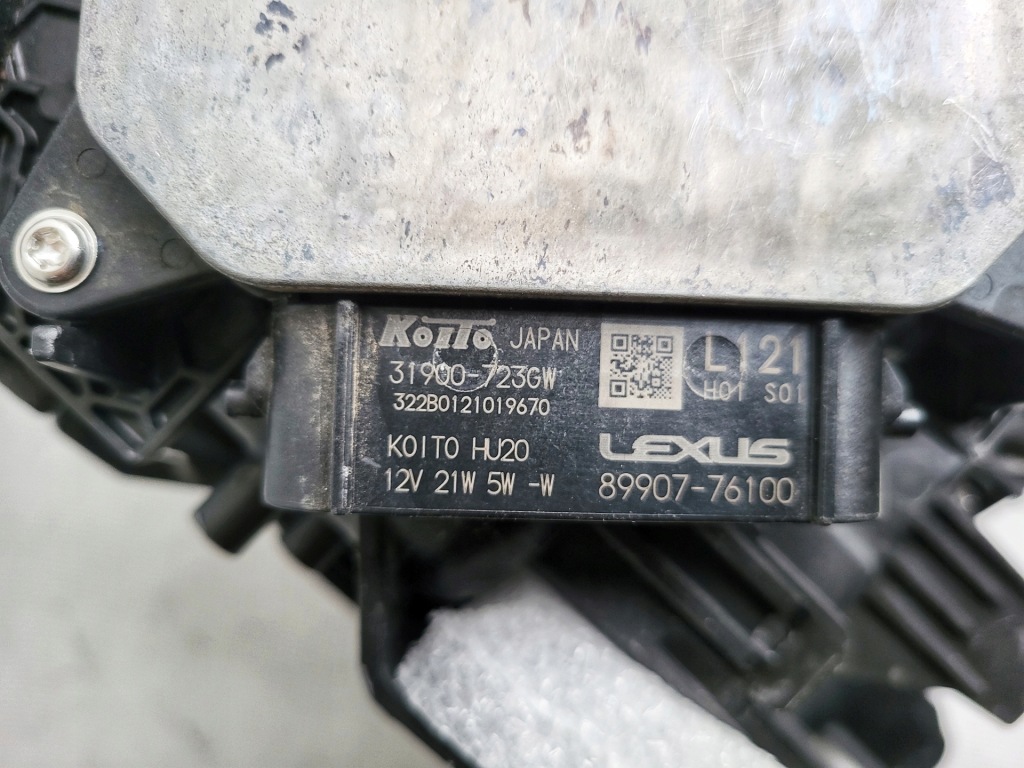 KOITO JAPAN
31900-723GW
322B0121019670
KOITO HU20
12V 21W 5W -W
L121
H01 S01
LEXUS
89907-76100